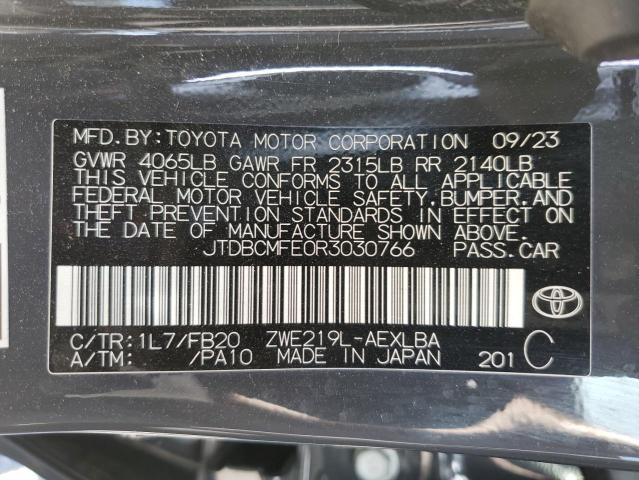 MFD.BY:TOYOTA MOTOR CORPORATION 09/23
GVWR 4065LB GAWR FR 2315LB RR 2140LB
THIS VEHICLE CONFORMS TO ALL APPLICABLE
FEDERAL MOTOR VEHICLE SAFETY,BUMPER,AND
THEFT PREVENTION STANDARDS IN EFFECT ON
THE DATE OF MANUFACTURE SHOWN ABOVE.
JTDBCMFE0R3030766 PASS.CAR
C/TR:1L7/FB20 ZWE219L-AEXLBA
A/TM: /PA10 MADE IN JAPAN 201 C